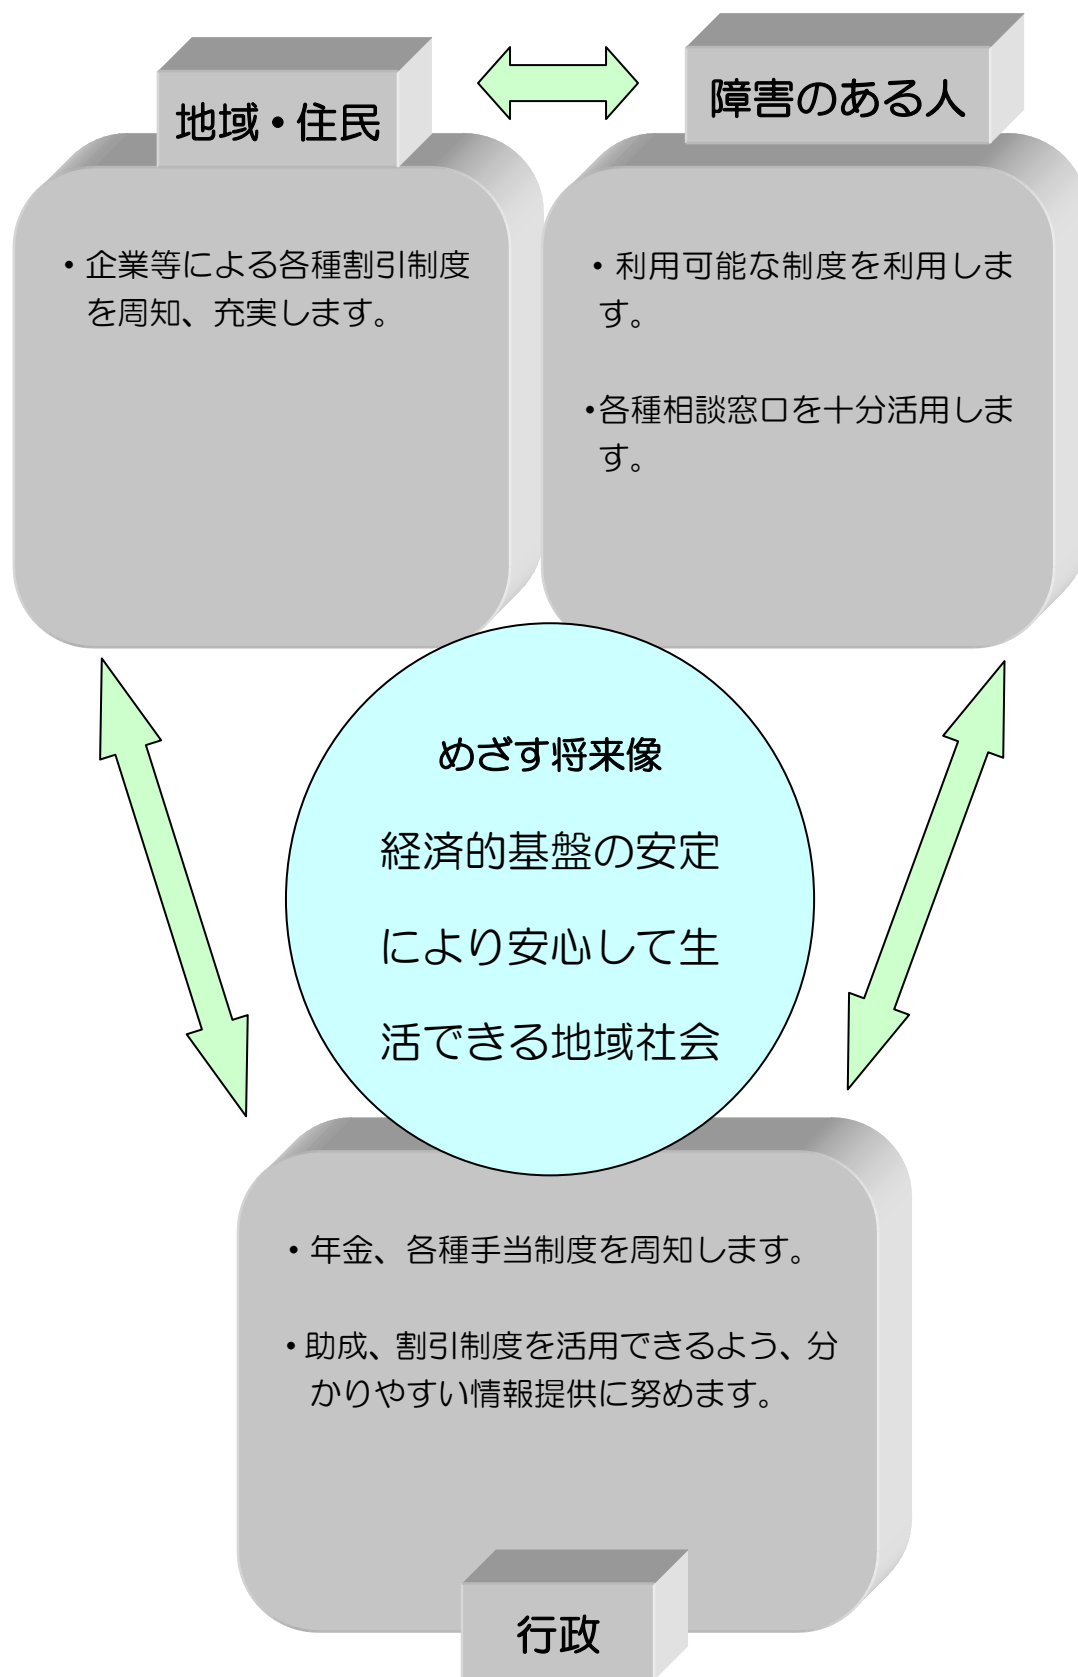 地域・住民
・企業等による各種割引制度
を周知、充実します。
障害のある人
・利用可能な制度を利用しま
す。
・各種相談窓口を十分活用しま
す。
めざす将来像
経済的基盤の安定
により安心して生
活できる地域社会
・年金、各種手当制度を周知します。
・助成、割引制度を活用できるよう、分
かりやすい情報提供に努めます。
行政